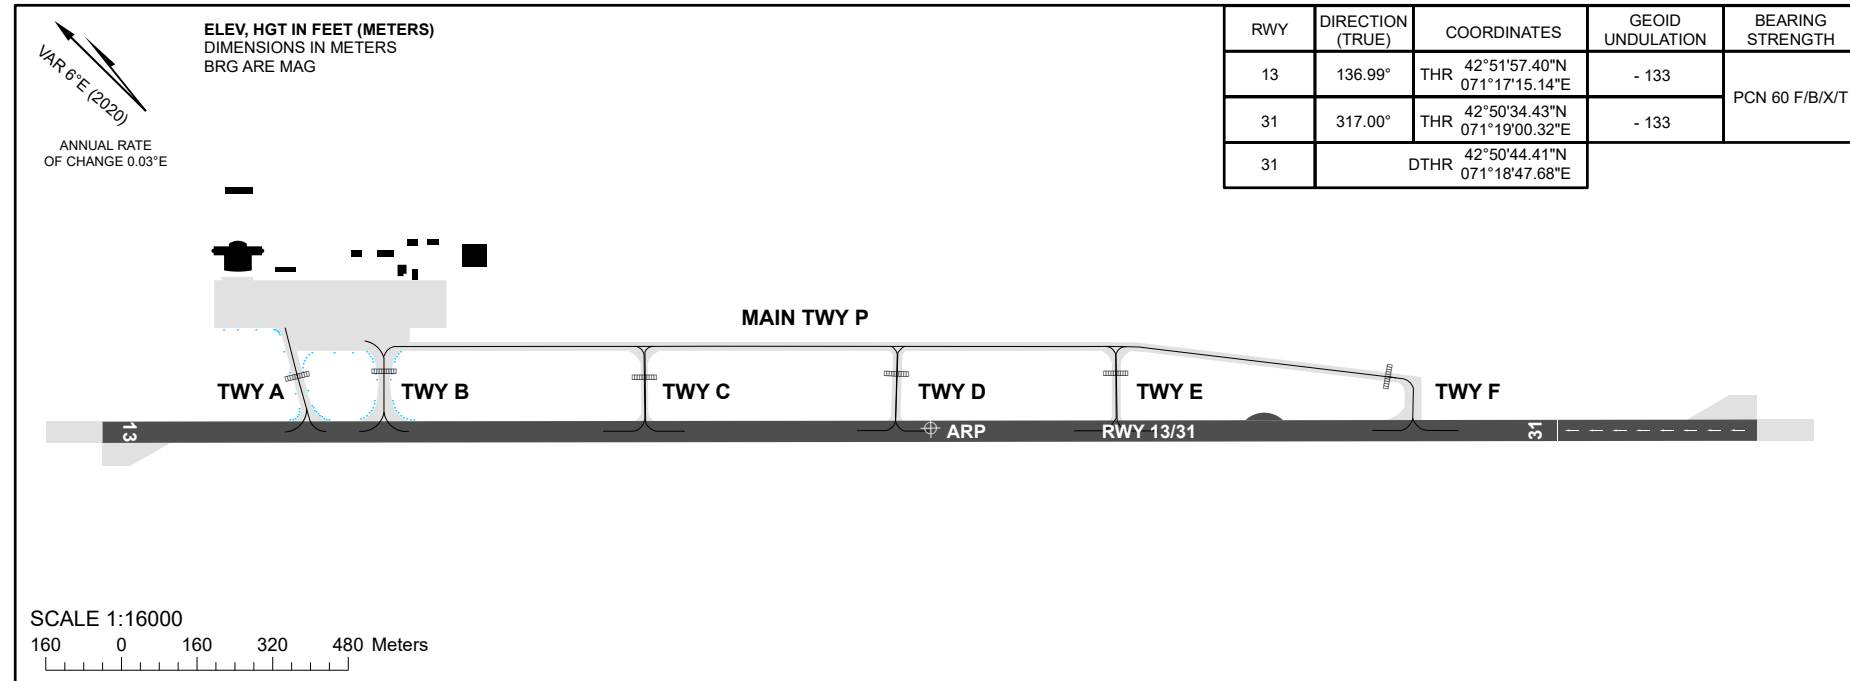 ELEV, HGT IN FEET (METERS)
DIMENSIONS IN METERS
BRG ARE MAG
VAR 6°E (2020)
ANNUAL RATE
OF CHANGE 0.03°E
RWY DIRECTION (TRUE) COORDINATES GEOID UNDULATION BEARING STRENGTH
13 136.99° THR 42°51'57.40"N 071°17'15.14"E - 133 PCN 60 F/B/X/T
31 317.00° THR 42°50'34.43"N 071°19'00.32"E - 133
31 DTHR 42°50'44.41"N 071°18'47.68"E
MAIN TWY P
TWY A TWY B TWY C TWY D TWY E TWY F
13 ARP RWY 13/31 31
SCALE 1:16000
160 0 160 320 480 Meters